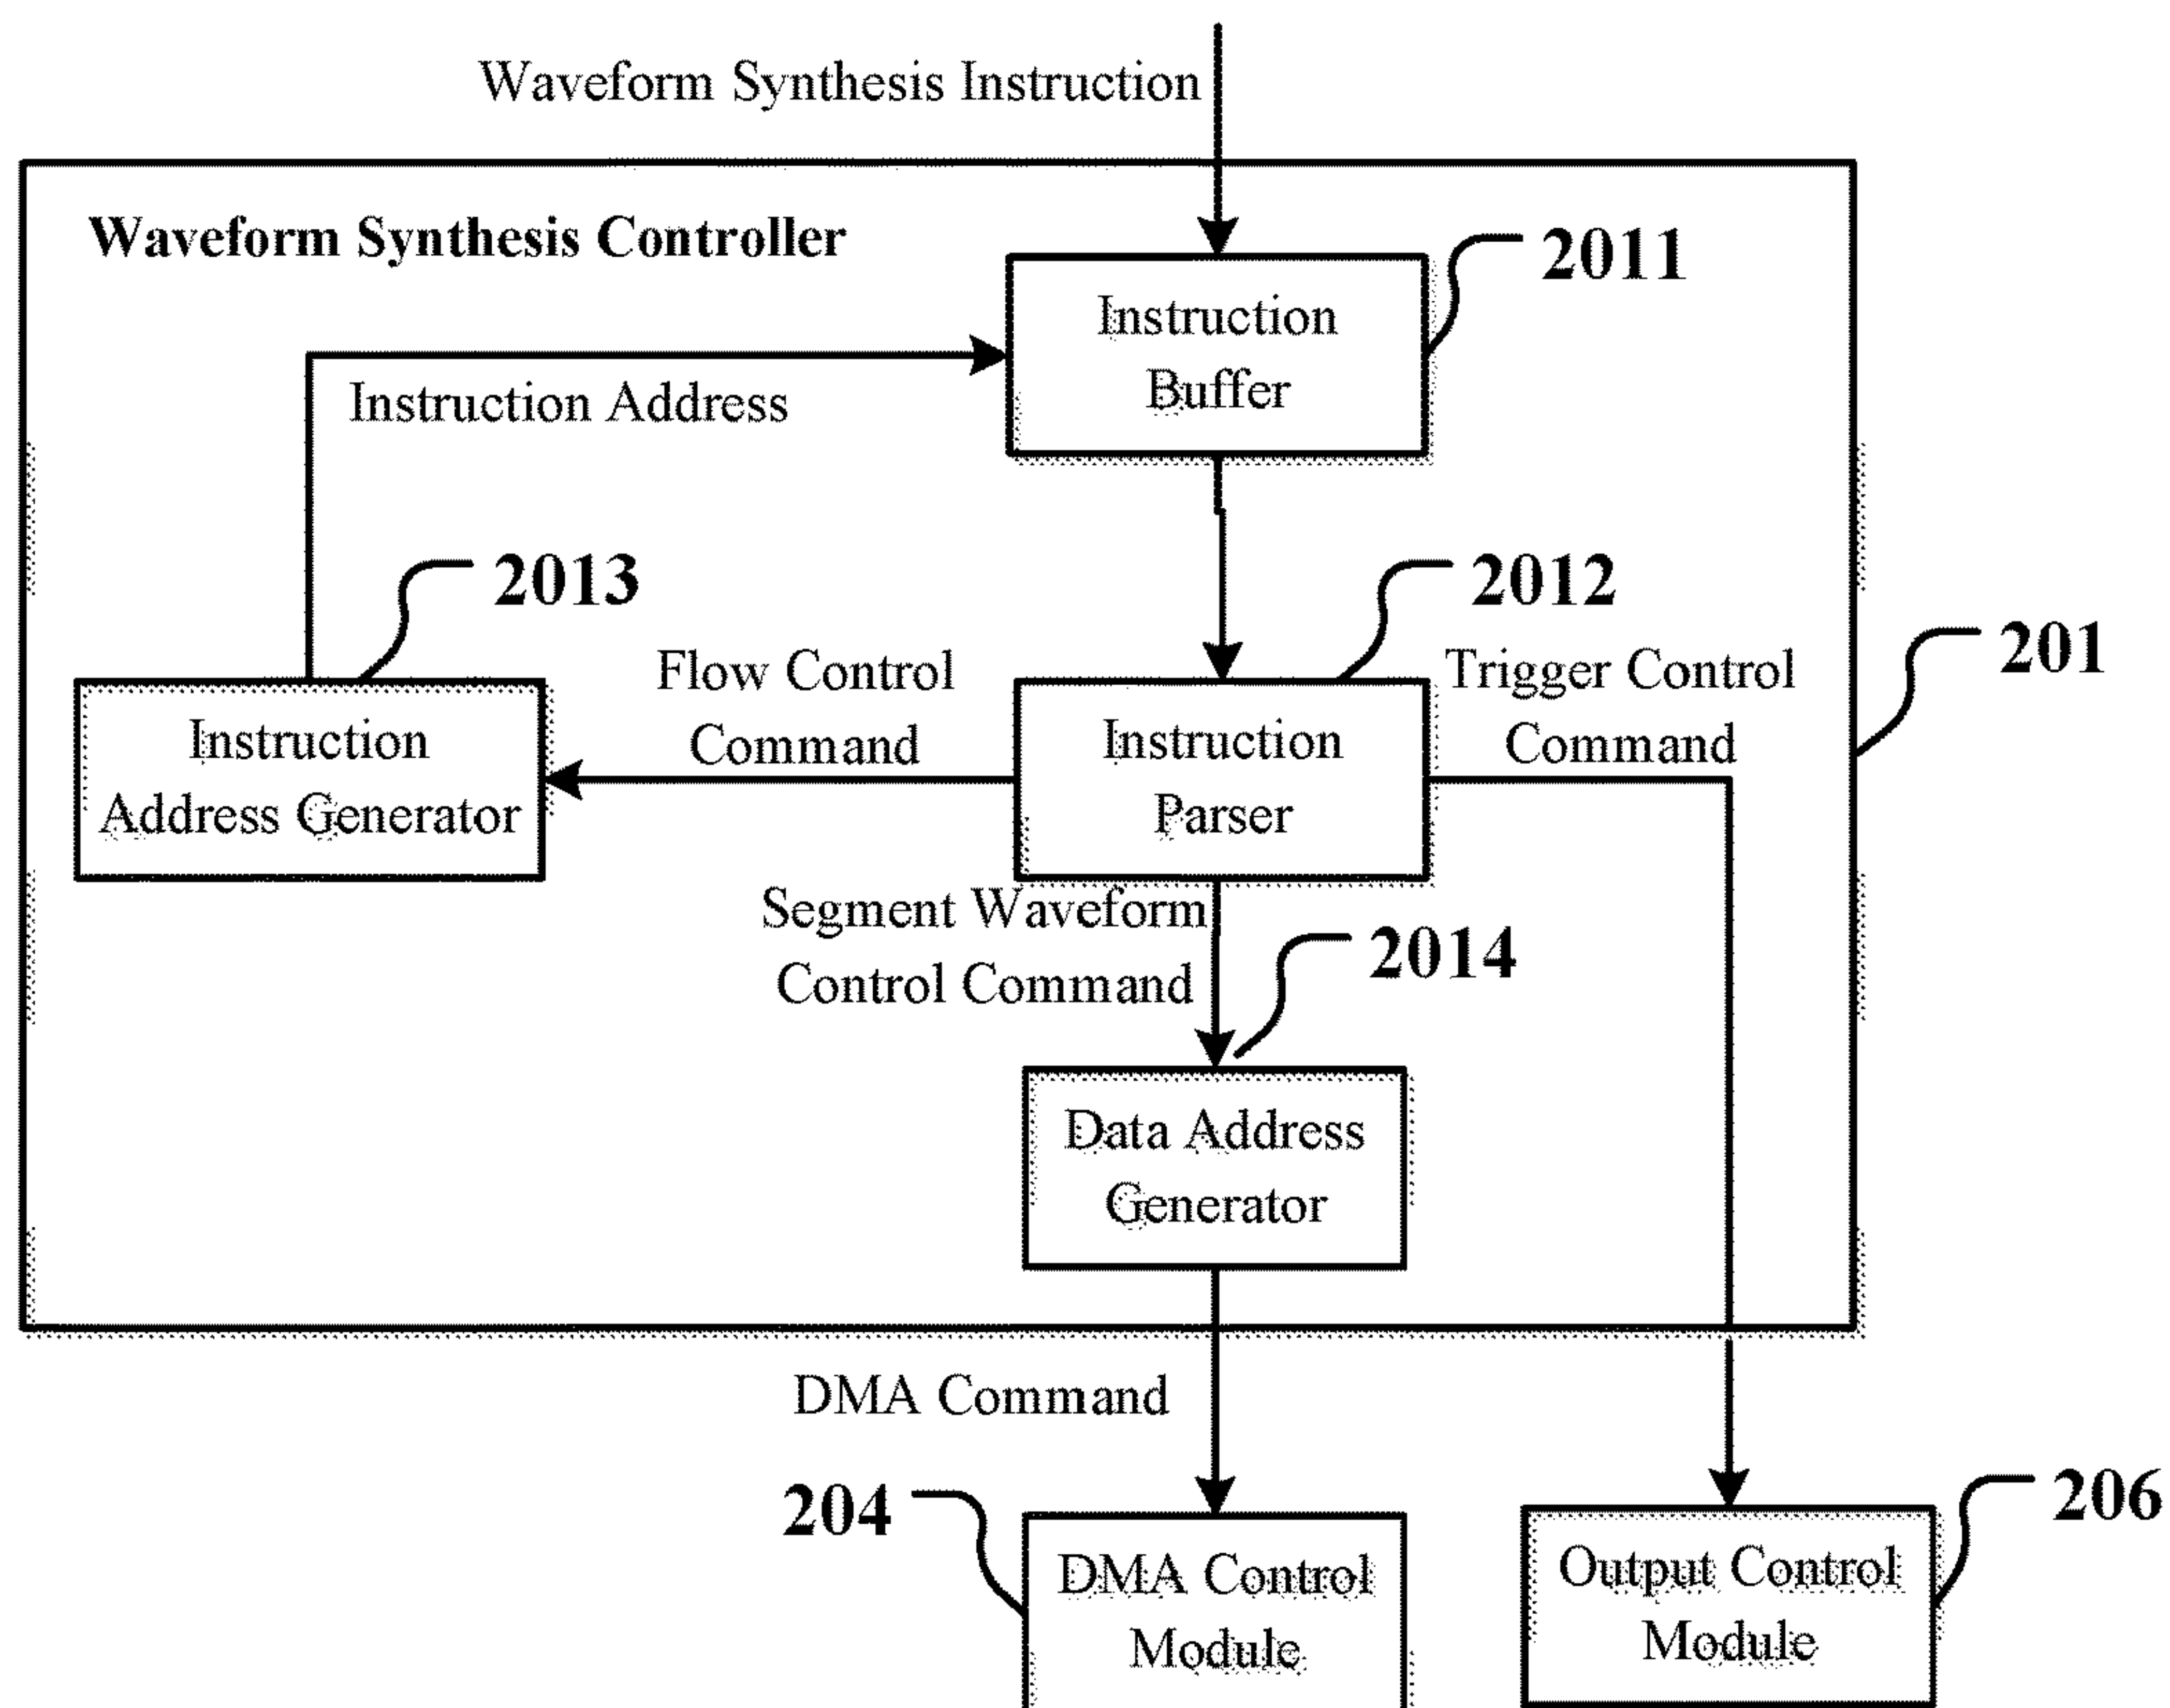 Waveform Synthesis Instruction
Waveform Synthesis Controller
2011
Instruction
Buffer
Instruction Address
2013
2012
201
Flow Control
Command
Trigger Control
Command
Instruction
Address Generator
Instruction
Parser
Segment Waveform
Control Command
2014
Data Address
Generator
DMA Command
204
206
DMA Control
Module
Output Control
Module